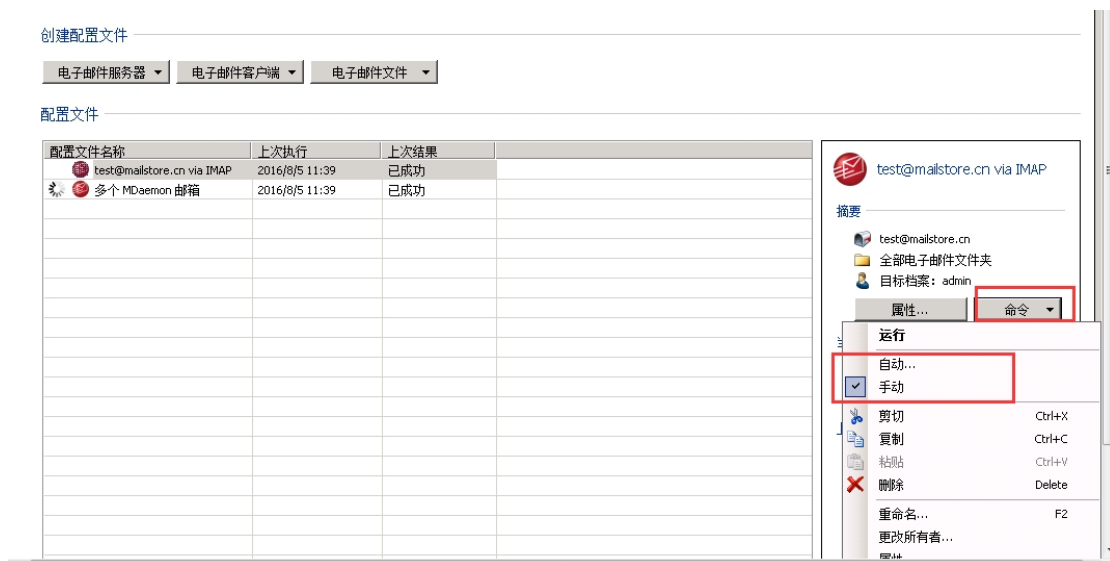 创建配置文件
电子邮件服务器 电子邮件客户端 电子邮件文件
配置文件
配置文件名称 上次执行 上次结果
test@mailstore.cn via IMAP 2016/8/5 11:39 已成功
多个 MDaemon 邮箱 2016/8/5 11:39 已成功
test@mailstore.cn via IMAP
摘要
test@mailstore.cn
全部电子邮件文件夹
目标档案：admin
属性... 命令
运行
自动...
手动
剪切 Ctrl+X
复制 Ctrl+C
粘贴 Ctrl+V
删除 Delete
重命名... F2
更改所有者...